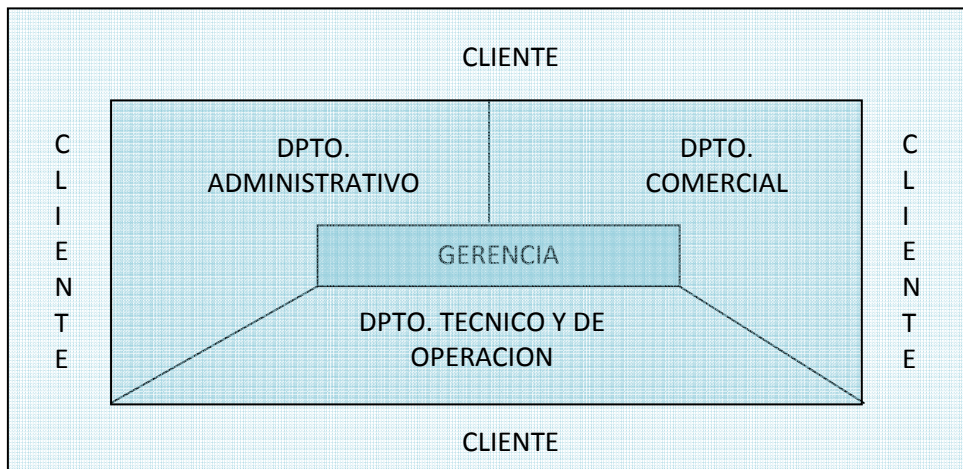 CLIENTE
C
L
I
E
N
T
E
DPTO.
ADMINISTRATIVO
DPTO.
COMERCIAL
GERENCIA
DPTO. TECNICO Y DE
OPERACION
C
L
I
E
N
T
E
CLIENTE